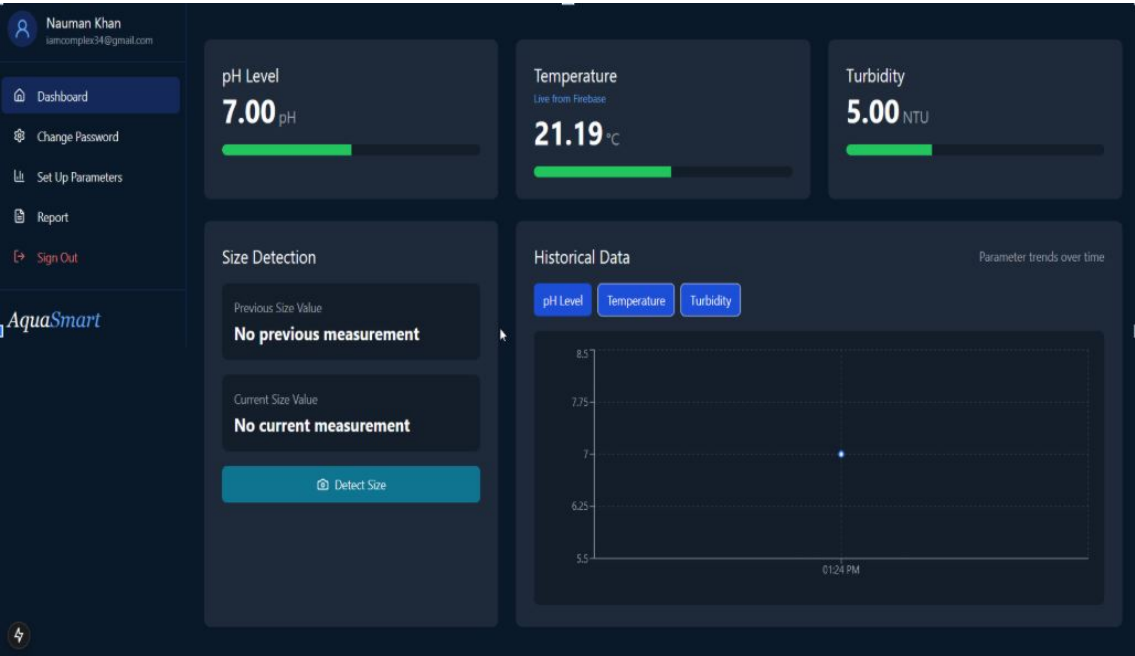 Nauman Khan
iamcomplex34@gmail.com
Dashboard
Change Password
Set Up Parameters
Report
Sign Out
AquaSmart
pH Level
7.00 pH
Temperature
Live from Firebase
21.19 °C
Turbidity
5.00 NTU
Size Detection
Previous Size Value
No previous measurement
Current Size Value
No current measurement
Detect Size
Historical Data
Parameter trends over time
pH Level Temperature Turbidity
8.5
7.75
7
6.25
5.5
01:24 PM